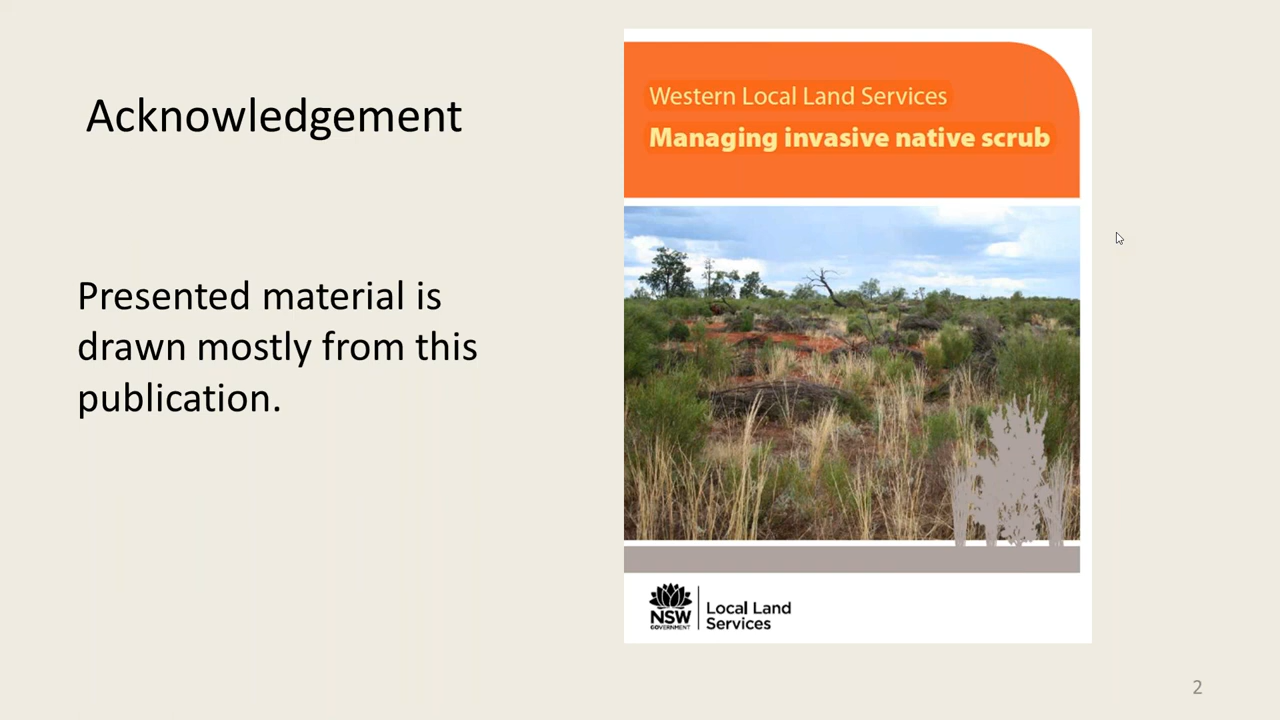 Acknowledgement
Presented material is
drawn mostly from this
publication.
Western Local Land Services
Managing invasive native scrub
NSW
GOVERNMENT
Local Land
Services
2